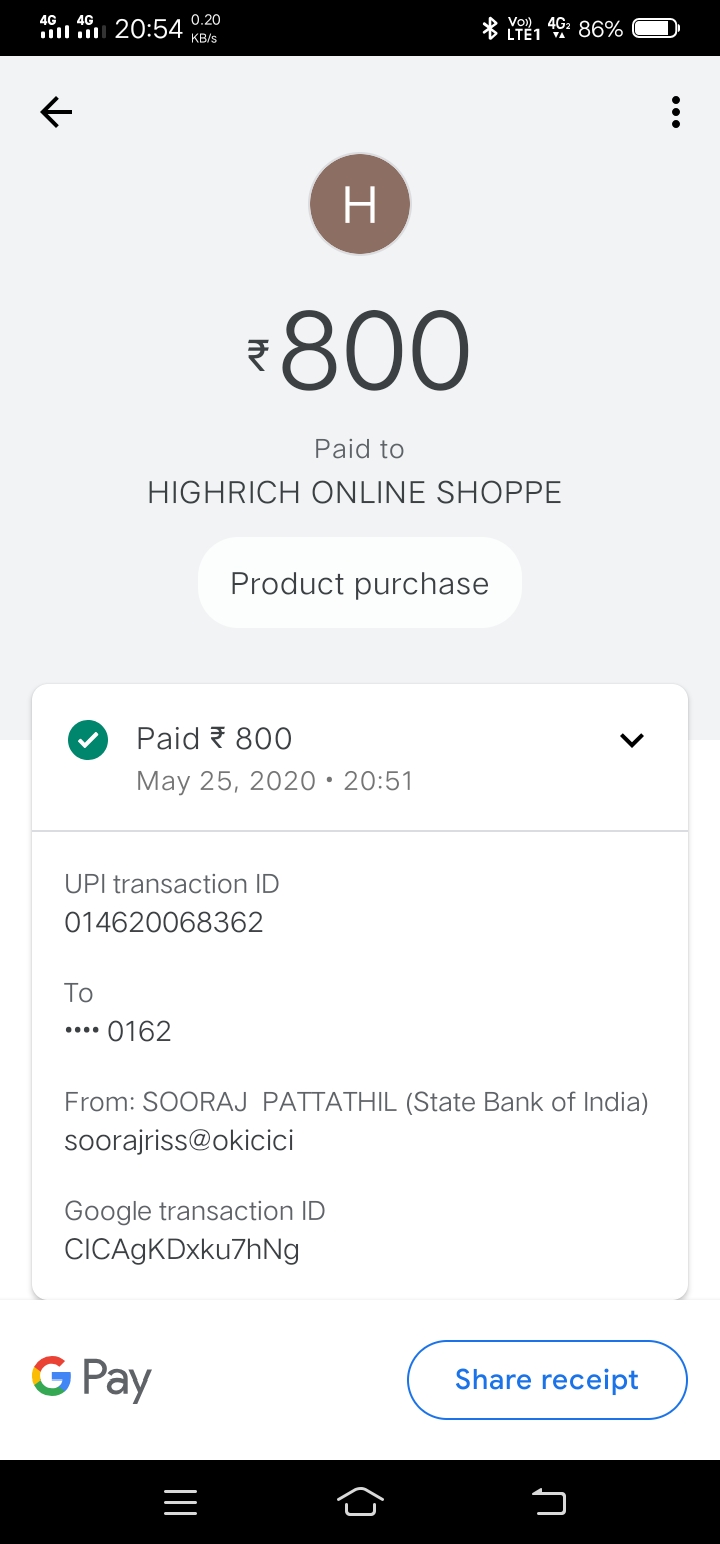 4G 4G 20:54 0.20 KB/s Vo)) LTE1 4G2 86%
H
₹800
Paid to
HIGHRICH ONLINE SHOPPE
Product purchase
Paid ₹ 800
May 25, 2020 • 20:51
UPI transaction ID
014620068362
To
•••• 0162
From: SOORAJ  PATTATHIL (State Bank of India)
soorajriss@okicici
Google transaction ID
CICAgKDxku7hNg
G Pay
Share receipt